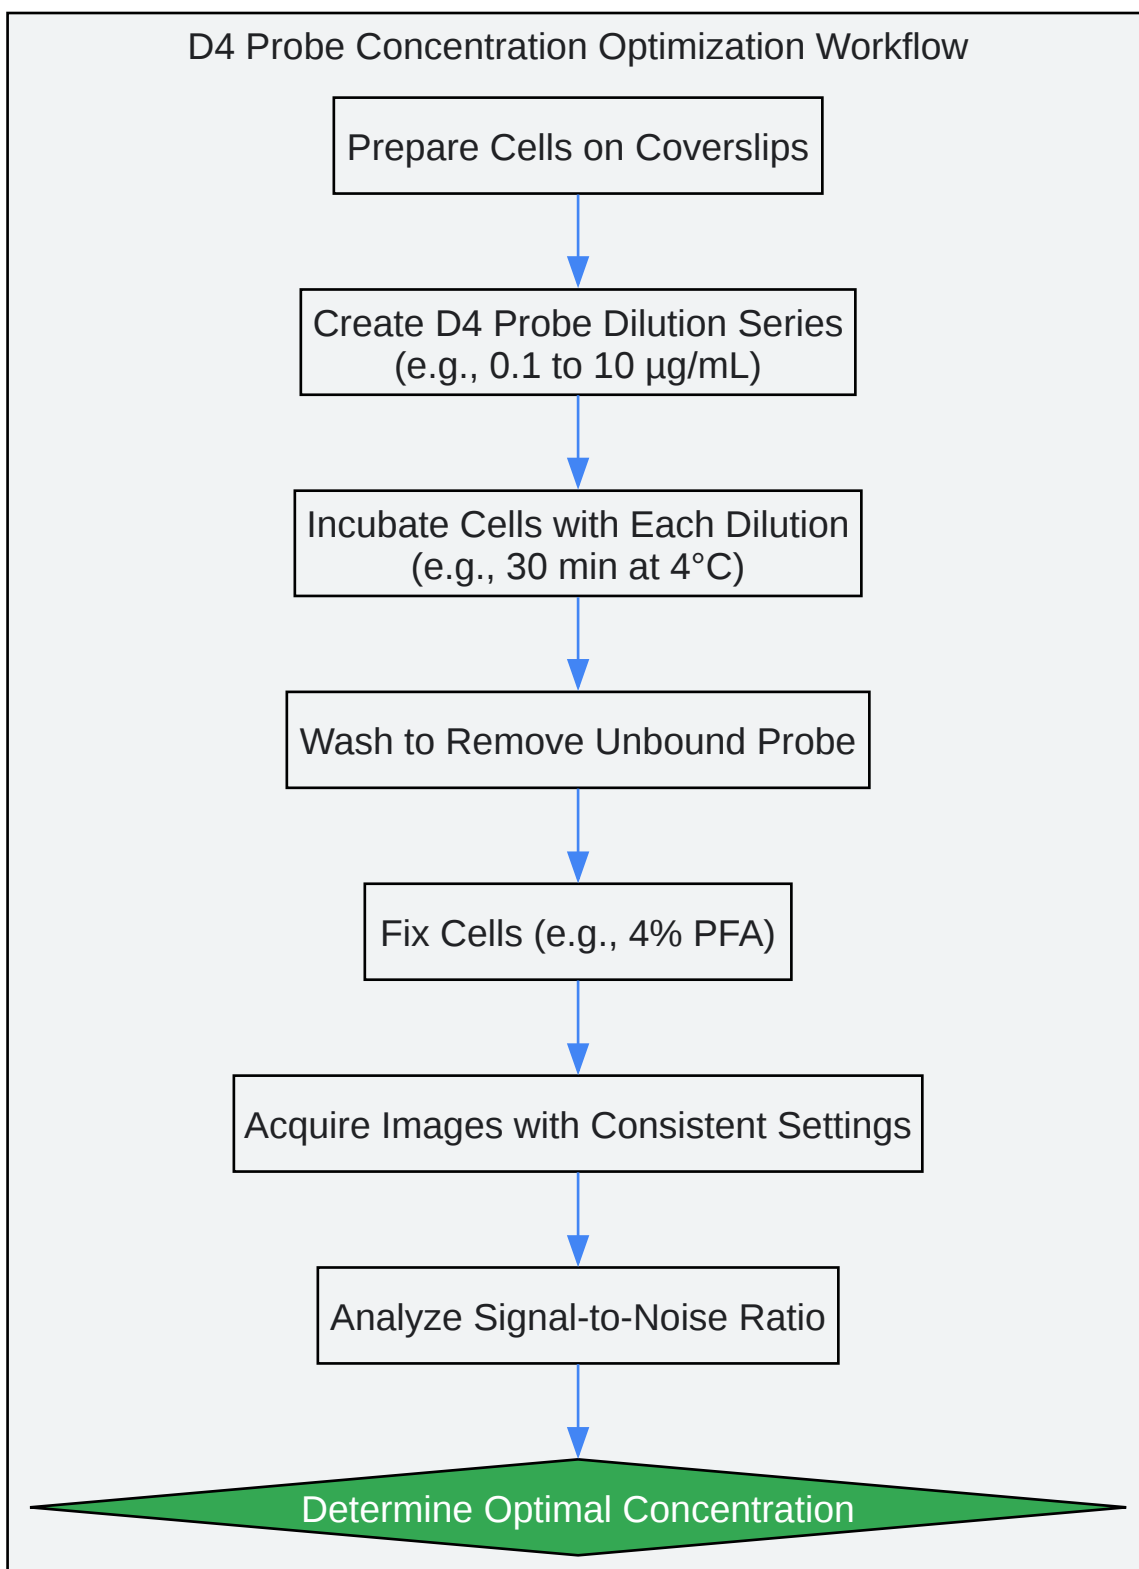 D4 Probe Concentration Optimization Workflow
Prepare Cells on Coverslips
Create D4 Probe Dilution Series
(e.g., 0.1 to 10 µg/mL)
Incubate Cells with Each Dilution
(e.g., 30 min at 4°C)
Wash to Remove Unbound Probe
Fix Cells (e.g., 4% PFA)
Acquire Images with Consistent Settings
Analyze Signal-to-Noise Ratio
Determine Optimal Concentration